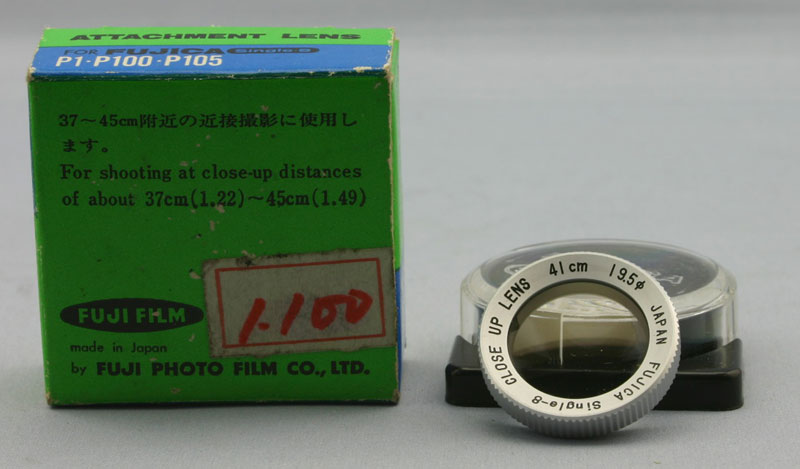 ATTACHMENT LENS
FOR FUJICA Single-8
P1·P100·P105
37～45cm附近の近接撮影に使用し
ます。
For shooting at close-up distances
of about 37cm(1.22)～45cm(1.49)
1.100
FUJI FILM
made in Japan
by FUJI PHOTO FILM CO., LTD.
CLOSE UP LENS 41cm 19.5φ JAPAN FUJICA Single-8